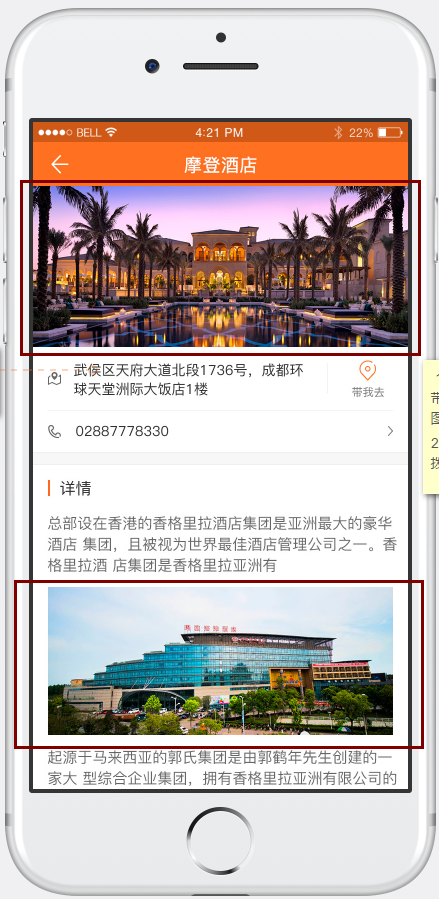 BELL 4:21 PM 22%
摩登酒店
武侯区天府大道北段1736号，成都环
球天堂洲际大饭店1楼
带我去
02887778330
详情
总部设在香港的香格里拉酒店集团是亚洲最大的豪华
酒店 集团，且被视为世界最佳酒店管理公司之一。香
格里拉酒 店集团是香格里拉亚洲有
起源于马来西亚的郭氏集团是由郭鹤年先生创建的一
家大 型综合企业集团，拥有香格里拉亚洲有限公司的
带
图
2
拨